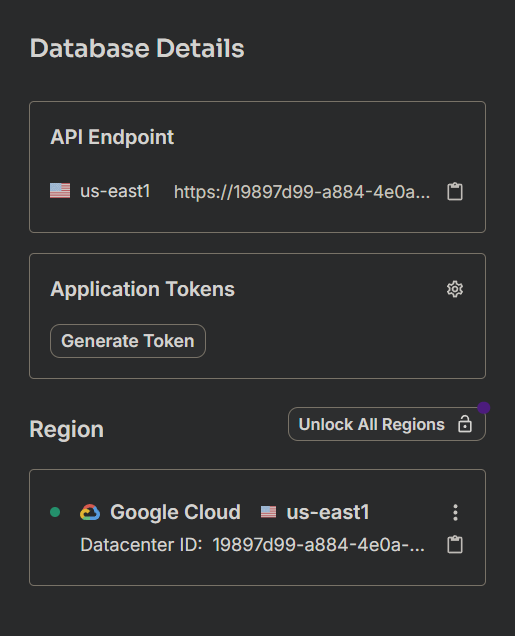 Database Details
API Endpoint
us-east1 https://19897d99-a884-4e0a...
Application Tokens
Generate Token
Region
Unlock All Regions
Google Cloud us-east1
Datacenter ID: 19897d99-a884-4e0a-...